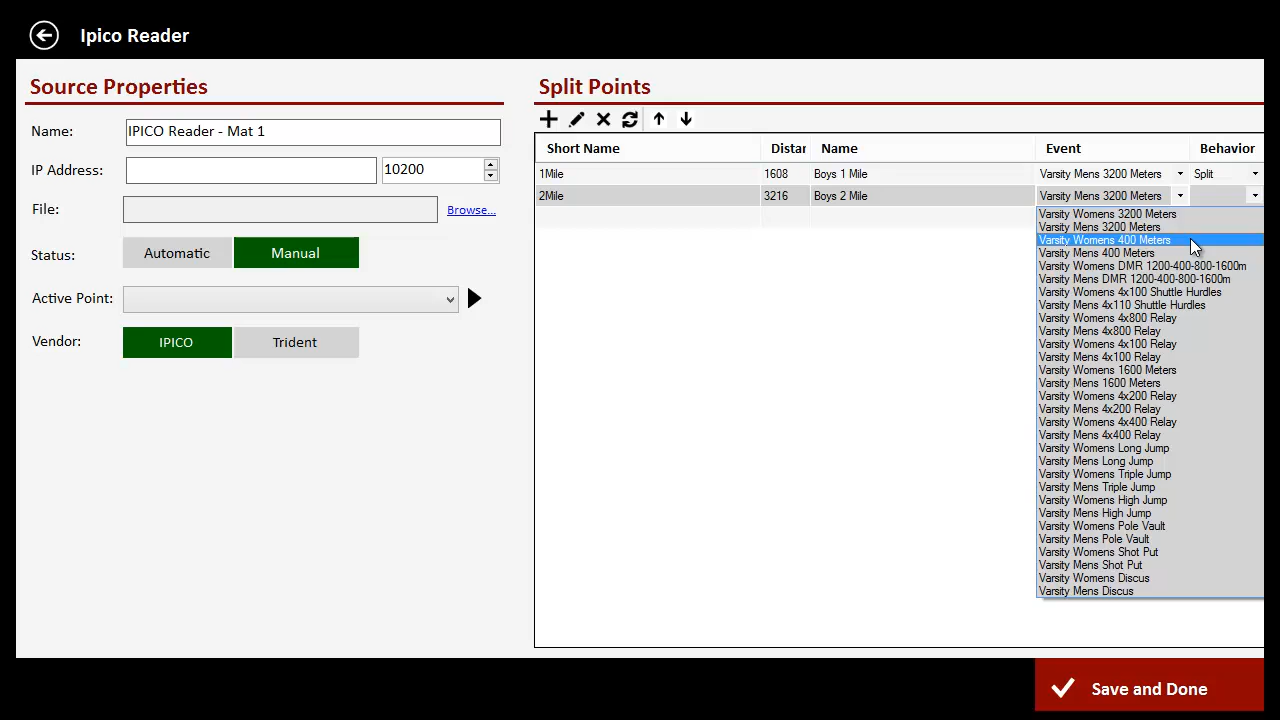 Ipico Reader
Source Properties
Name: IPICO Reader - Mat 1
IP Address: 10200
File: Browse...
Status: Automatic Manual
Active Point:
Vendor: IPICO Trident
Split Points
Short Name Distar Name Event Behavior
1Mile 1608 Boys 1 Mile Varsity Mens 3200 Meters Split
2Mile 3216 Boys 2 Mile Varsity Mens 3200 Meters
Varsity Womens 3200 Meters
Varsity Mens 3200 Meters
Varsity Womens 400 Meters
Varsity Mens 400 Meters
Varsity Womens DMR 1200-400-800-1600m
Varsity Mens DMR 1200-400-800-1600m
Varsity Womens 4x100 Shuttle Hurdles
Varsity Mens 4x110 Shuttle Hurdles
Varsity Womens 4x800 Relay
Varsity Mens 4x800 Relay
Varsity Womens 4x100 Relay
Varsity Mens 4x100 Relay
Varsity Womens 1600 Meters
Varsity Mens 1600 Meters
Varsity Womens 4x200 Relay
Varsity Mens 4x200 Relay
Varsity Womens 4x400 Relay
Varsity Mens 4x400 Relay
Varsity Womens Long Jump
Varsity Mens Long Jump
Varsity Womens Triple Jump
Varsity Mens Triple Jump
Varsity Womens High Jump
Varsity Mens High Jump
Varsity Womens Pole Vault
Varsity Mens Pole Vault
Varsity Womens Shot Put
Varsity Mens Shot Put
Varsity Womens Discus
Varsity Mens Discus
Save and Done